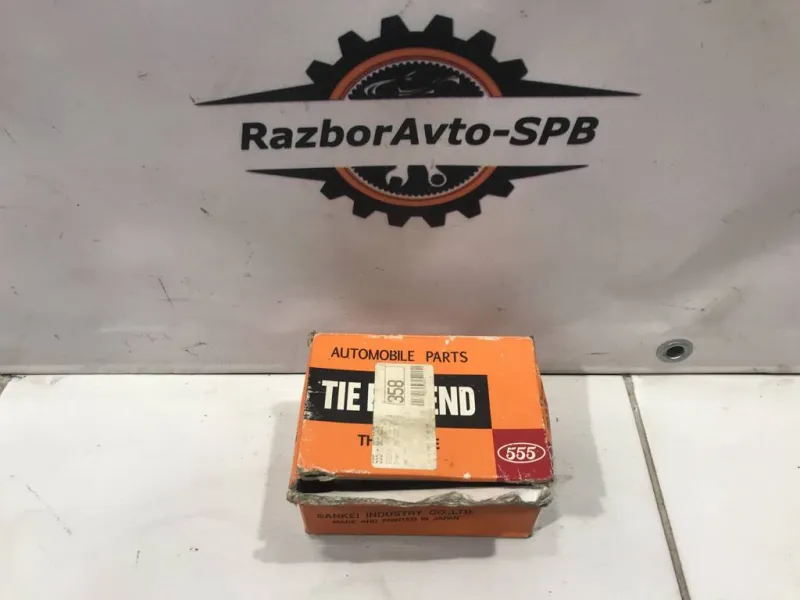 RazborAvto-SPB
AUTOMOBILE PARTS
TIE END
358
555
SANKEI INDUSTRY CO.,LTD.
MADE AND PRINTED IN JAPAN